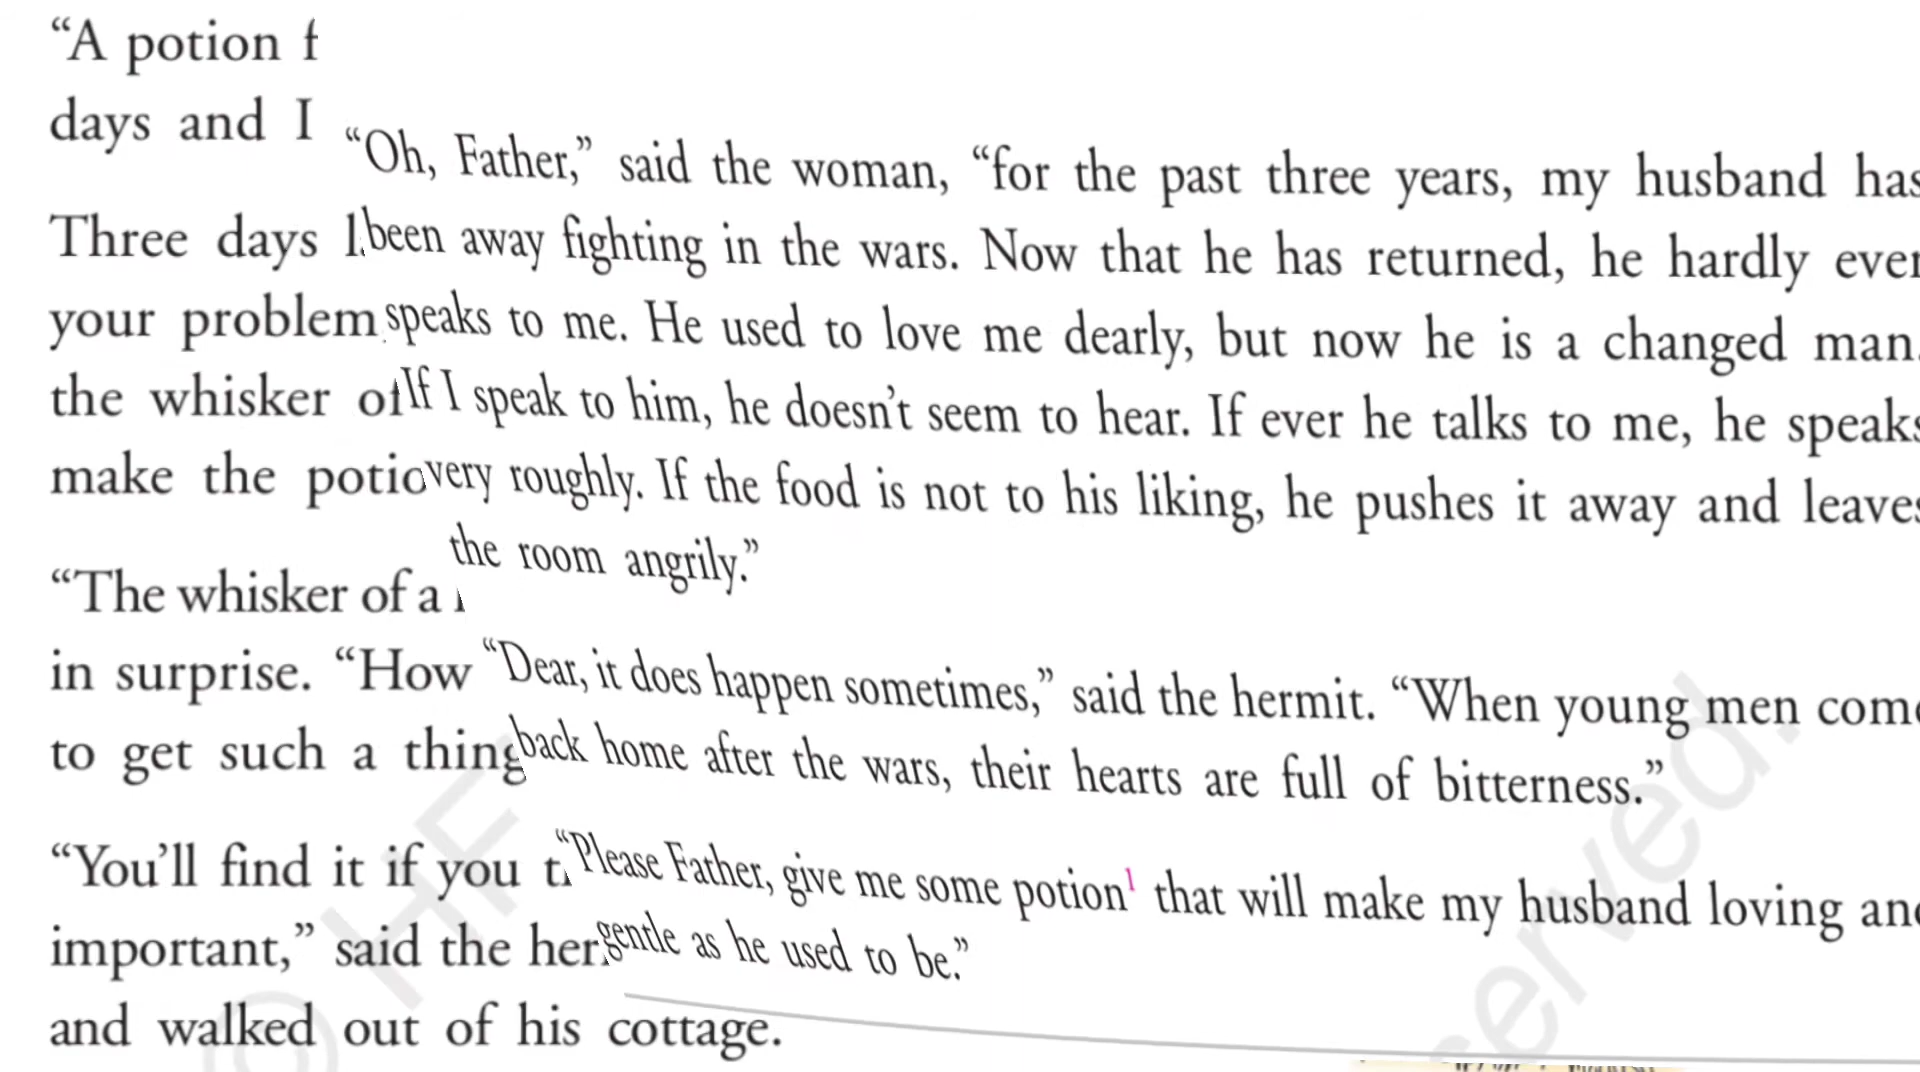 “A potion
days and I
“Oh, Father,” said the woman, “for the past three years, my husband has
Three days
been away fighting in the wars. Now that he has returned, he hardly ever
your problem
speaks to me. He used to love me dearly, but now he is a changed man.
the whisker
If I speak to him, he doesn’t seem to hear. If ever he talks to me, he speaks
make the
very roughly. If the food is not to his liking, he pushes it away and leaves
the room angrily.”
“The whisker of a
in surprise. “How
“Dear, it does happen sometimes,” said the hermit. “When young men come
to get such a thing
back home after the wars, their hearts are full of bitterness.”
“You’ll find it if you
“Please Father, give me some potion¹ that will make my husband loving and
important,” said the
gentle as he used to be.”
and walked out of his cottage.